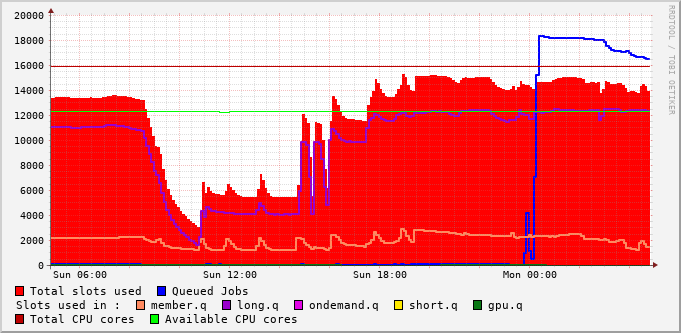 20000
18000
16000
14000
12000
10000
8000
6000
4000
2000
0
Sun 06:00 Sun 12:00 Sun 18:00 Mon 00:00
RRDTOOL / TOBI OETIKER
Total slots used Queued Jobs
Slots used in : member.q long.q ondemand.q short.q gpu.q
Total CPU cores Available CPU cores